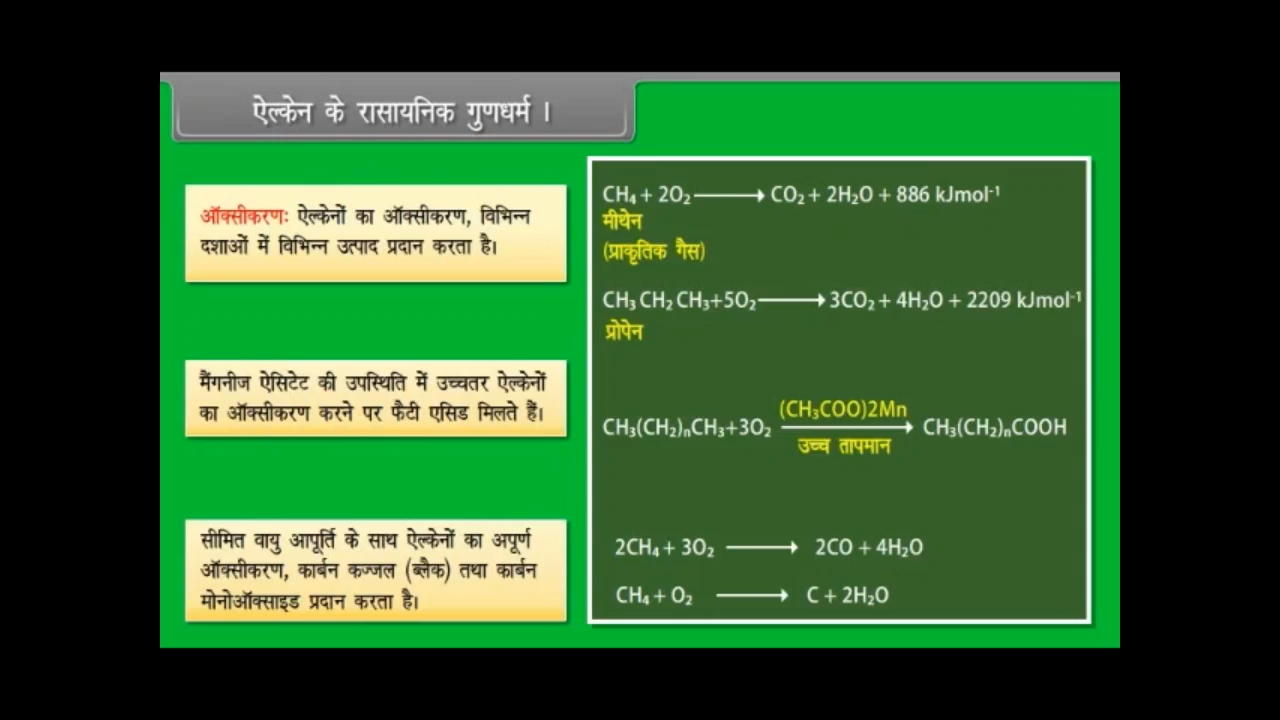 ऐल्केन के रासायनिक गुणधर्म ।
ऑक्सीकरणः ऐल्केनों का ऑक्सीकरण, विभिन्न
दशाओं में विभिन्न उत्पाद प्रदान करता है।
CH₄ + 2O₂ ⟶ CO₂ + 2H₂O + 886 kJmol⁻¹
मीथेन
(प्राकृतिक गैस)
CH₃ CH₂ CH₃+5O₂ ⟶ 3CO₂ + 4H₂O + 2209 kJmol⁻¹
प्रोपेन
मैंगनीज ऐसिटेट की उपस्थिति में उच्चतर ऐल्केनों
का ऑक्सीकरण करने पर फैटी एसिड मिलते हैं।
(CH₃COO)2Mn
CH₃(CH₂)ₙCH₃+3O₂ ⟶ CH₃(CH₂)ₙCOOH
उच्च तापमान
सीमित वायु आपूर्ति के साथ ऐल्केनों का अपूर्ण
ऑक्सीकरण, कार्बन कज्जल (ब्लैक) तथा कार्बन
मोनोऑक्साइड प्रदान करता है।
2CH₄ + 3O₂ ⟶ 2CO + 4H₂O
CH₄ + O₂ ⟶ C + 2H₂O